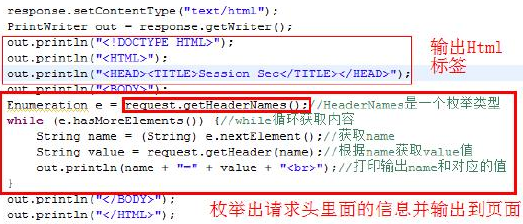 response.setContentType("text/html");
PrintWriter out = response.getWriter();
out.println("<!DOCTYPE HTML>");
out.println("<HTML>");
out.println("<HEAD><TITLE>Session Sec</TITLE></HEAD>");
输出Html
标签
out.println("<BODY>");
Enumeration e = request.getHeaderNames();//HeaderNames是一个枚举类型
while (e.hasMoreElements()) {//while循环获取内容
String name = (String) e.nextElement();//获取name
String value = request.getHeader(name);//根据name获取value值
out.println(name + "=" + value + "<br>");//打印输出name和对应的值
}
out.println("</BODY>");
out.println("</HTML>");
枚举出请求头里面的信息并输出到页面